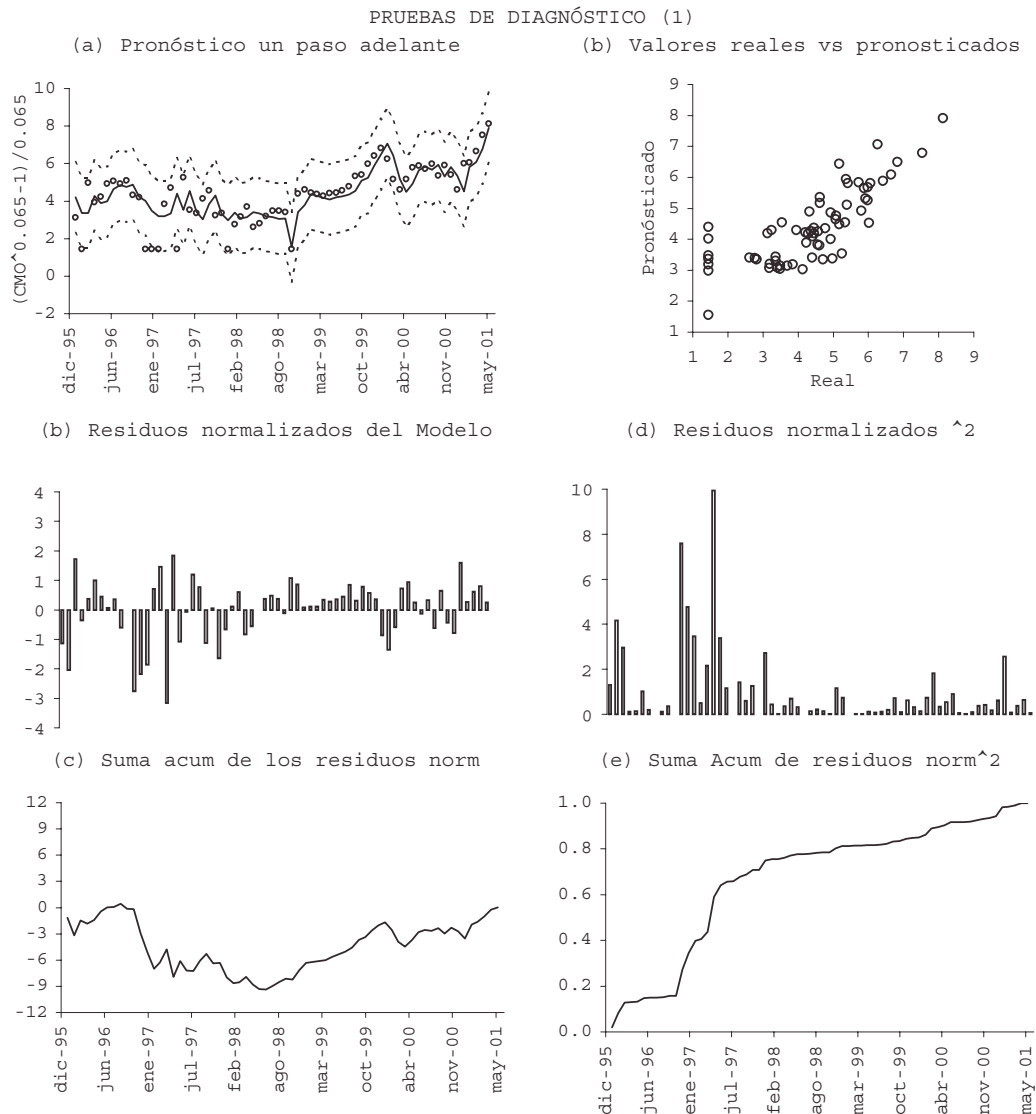 PRUEBAS DE DIAGNÓSTICO (1)
(a) Pronóstico un paso adelante
(CMO^0.065-1)/0.065
10
8
6
4
2
0
-2
dic-95
jun-96
ene-97
jul-97
feb-98
ago-98
mar-99
oct-99
abr-00
nov-00
may-01
(b) Valores reales vs pronosticados
Pronósticado
9
8
7
6
5
4
3
2
1
1 2 3 4 5 6 7 8 9
Real
(b) Residuos normalizados del Modelo
4
3
2
1
0
-1
-2
-3
-4
(d) Residuos normalizados ^2
10
8
6
4
2
0
(c) Suma acum de los residuos norm
12
9
6
3
0
-3
-6
-9
-12
dic-95
jun-96
ene-97
jul-97
feb-98
ago-98
mar-99
oct-99
abr-00
nov-00
may-01
(e) Suma Acum de residuos norm^2
1.0
0.8
0.6
0.4
0.2
0.0
dic-95
jun-96
ene-97
jul-97
feb-98
ago-98
mar-99
oct-99
abr-00
nov-00
may-01